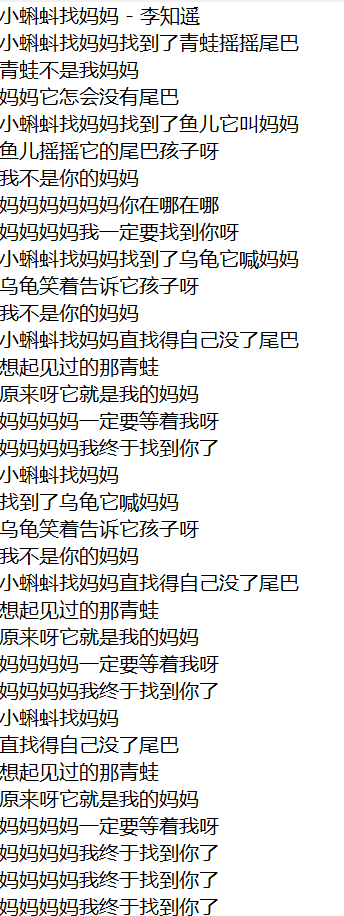 小蝌蚪找妈妈 - 李知遥
小蝌蚪找妈妈找到了青蛙摇摇尾巴
青蛙不是我妈妈
妈妈它怎会没有尾巴
小蝌蚪找妈妈找到了鱼儿它叫妈妈
鱼儿摇摇它的尾巴孩子呀
我不是你的妈妈
妈妈妈妈妈妈你在哪在哪
妈妈妈妈我一定要找到你呀
小蝌蚪找妈妈找到了乌龟它喊妈妈
乌龟笑着告诉它孩子呀
我不是你的妈妈
小蝌蚪找妈妈直找得自己没了尾巴
想起见过的那青蛙
原来呀它就是我的妈妈
妈妈妈妈一定要等着我呀
妈妈妈妈我终于找到你了
小蝌蚪找妈妈
找到了乌龟它喊妈妈
乌龟笑着告诉它孩子呀
我不是你的妈妈
小蝌蚪找妈妈直找得自己没了尾巴
想起见过的那青蛙
原来呀它就是我的妈妈
妈妈妈妈一定要等着我呀
妈妈妈妈我终于找到你了
小蝌蚪找妈妈
直找得自己没了尾巴
想起见过的那青蛙
原来呀它就是我的妈妈
妈妈妈妈一定要等着我呀
妈妈妈妈我终于找到你了
妈妈妈妈我终于找到你了
妈妈妈妈我终于找到你了